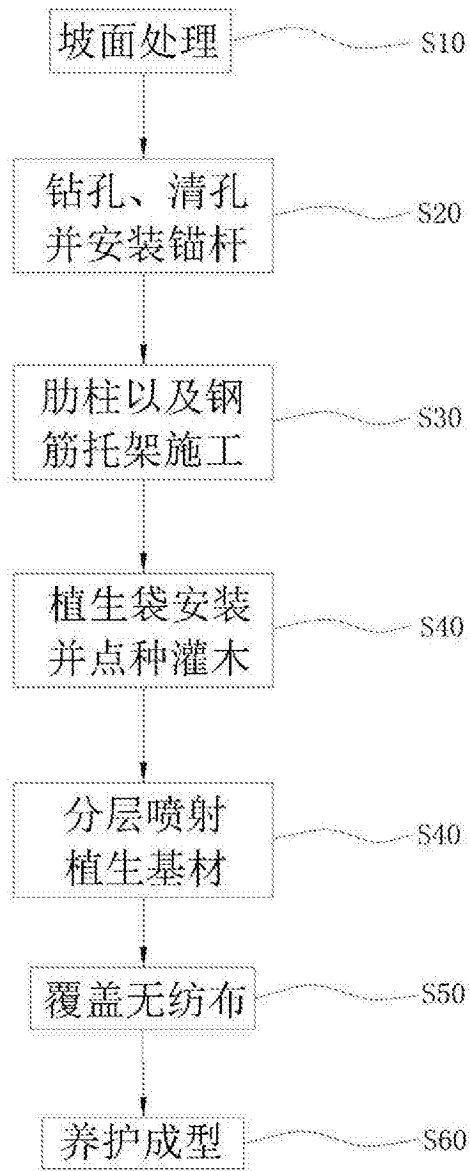 坡面处理
S10
钻孔、清孔
并安装锚杆
S20
肋柱以及钢
筋托架施工
S30
植生袋安装
并点种灌木
S40
分层喷射
植生基材
S40
覆盖无纺布
S50
养护成型
S60